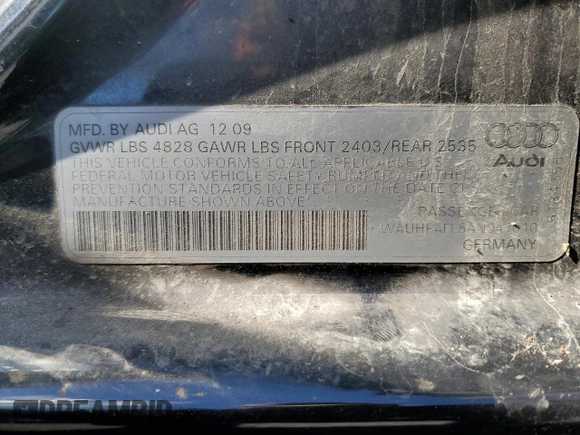 MFD. BY AUDI AG 12 09
GVWR LBS 4828 GAWR LBS FRONT 2403/REAR 2535
THIS VEHICLE CONFORMS TO ALL APPLICABLE U.S.
FEDERAL MOTOR VEHICLE SAFETY BUMPER AND THEFT
PREVENTION STANDARDS IN EFFECT ON THE DATE OF
MANUFACTURE SHOWN ABOVE
Audi
PASSENGER CAR
GERMANY
DREAMBID